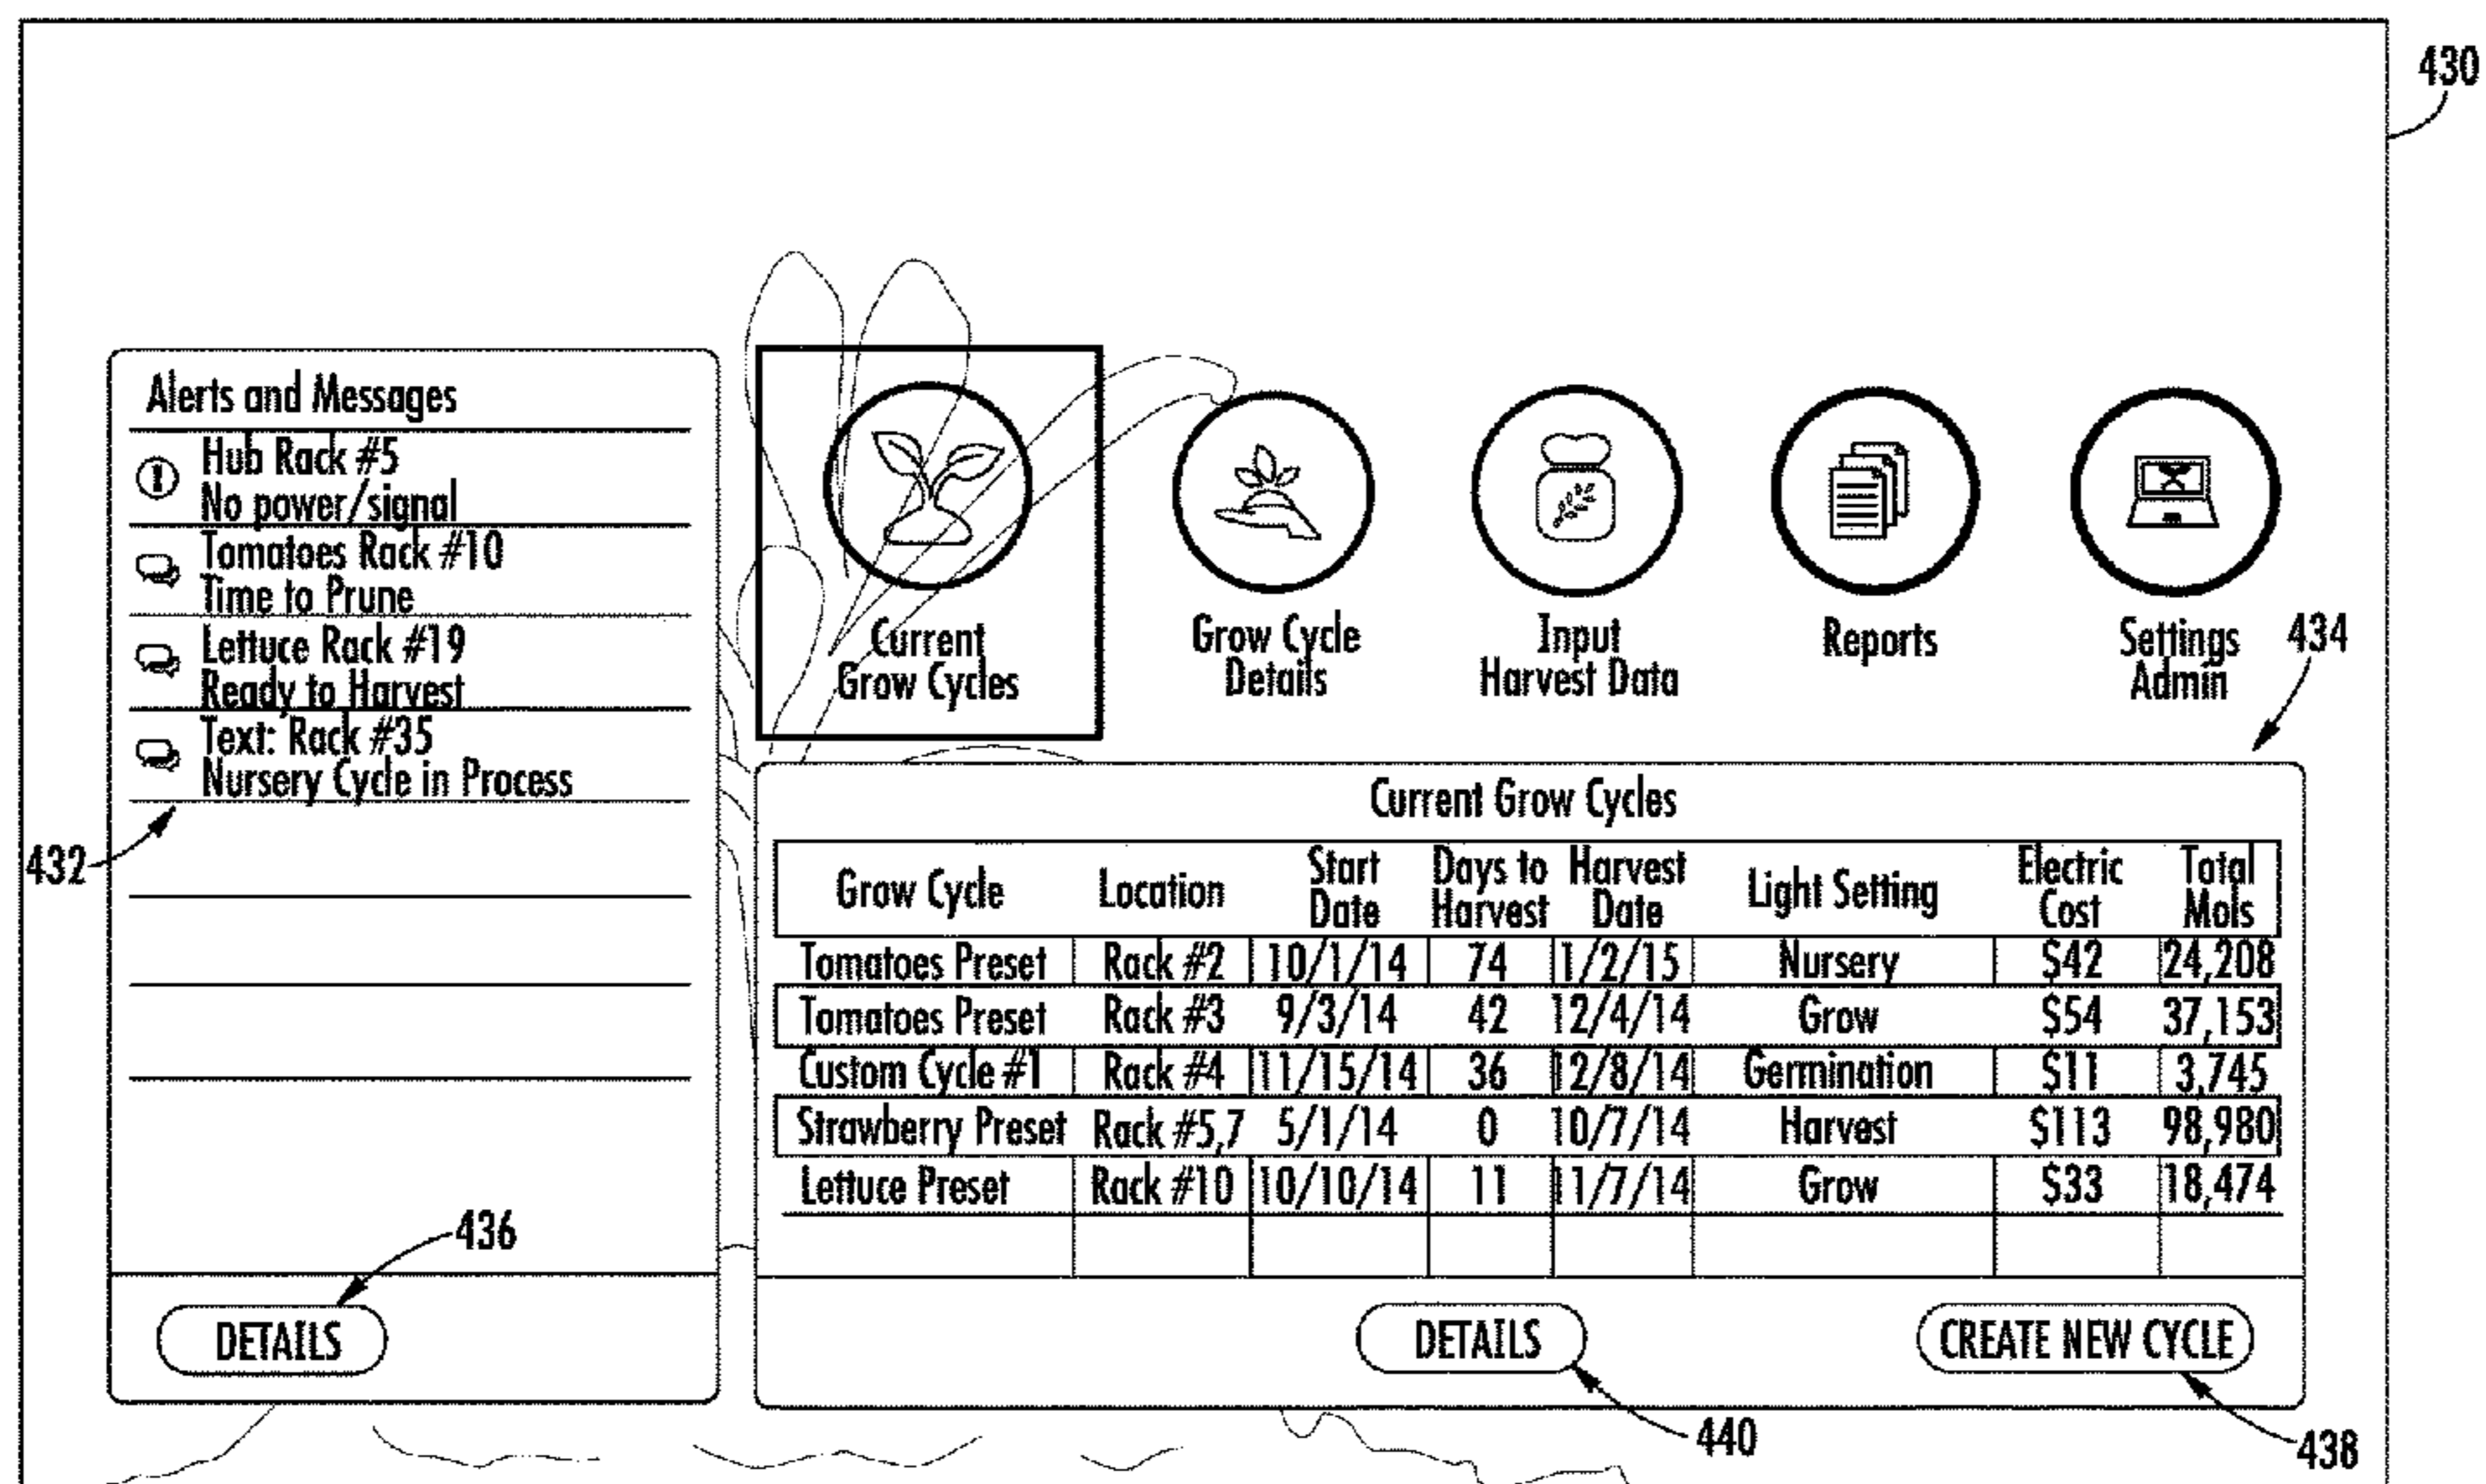 430
Alerts and Messages
Hub Rack #5
No power/signal
Tomatoes Rack #10
Time to Prune
Lettuce Rack #19
Ready to Harvest
Text: Rack #35
Nursery Cycle in Process
432
436
DETAILS
Current
Grow Cycles
Grow Cycle
Details
Input
Harvest Data
Reports
Settings
Admin
434
Current Grow Cycles
Grow Cycle Location Start Date Days to Harvest Harvest Date Light Setting Electric Cost Total Mols
Tomatoes Preset Rack #2 10/1/14 74 1/2/15 Nursery $42 24,208
Tomatoes Preset Rack #3 9/3/14 42 12/4/14 Grow $54 37,153
Custom Cycle #1 Rack #4 11/15/14 36 12/8/14 Germination $11 3,745
Strawberry Preset Rack #5,7 5/1/14 0 10/7/14 Harvest $113 98,980
Lettuce Preset Rack #10 10/10/14 11 11/7/14 Grow $33 18,474
DETAILS
CREATE NEW CYCLE
440
438